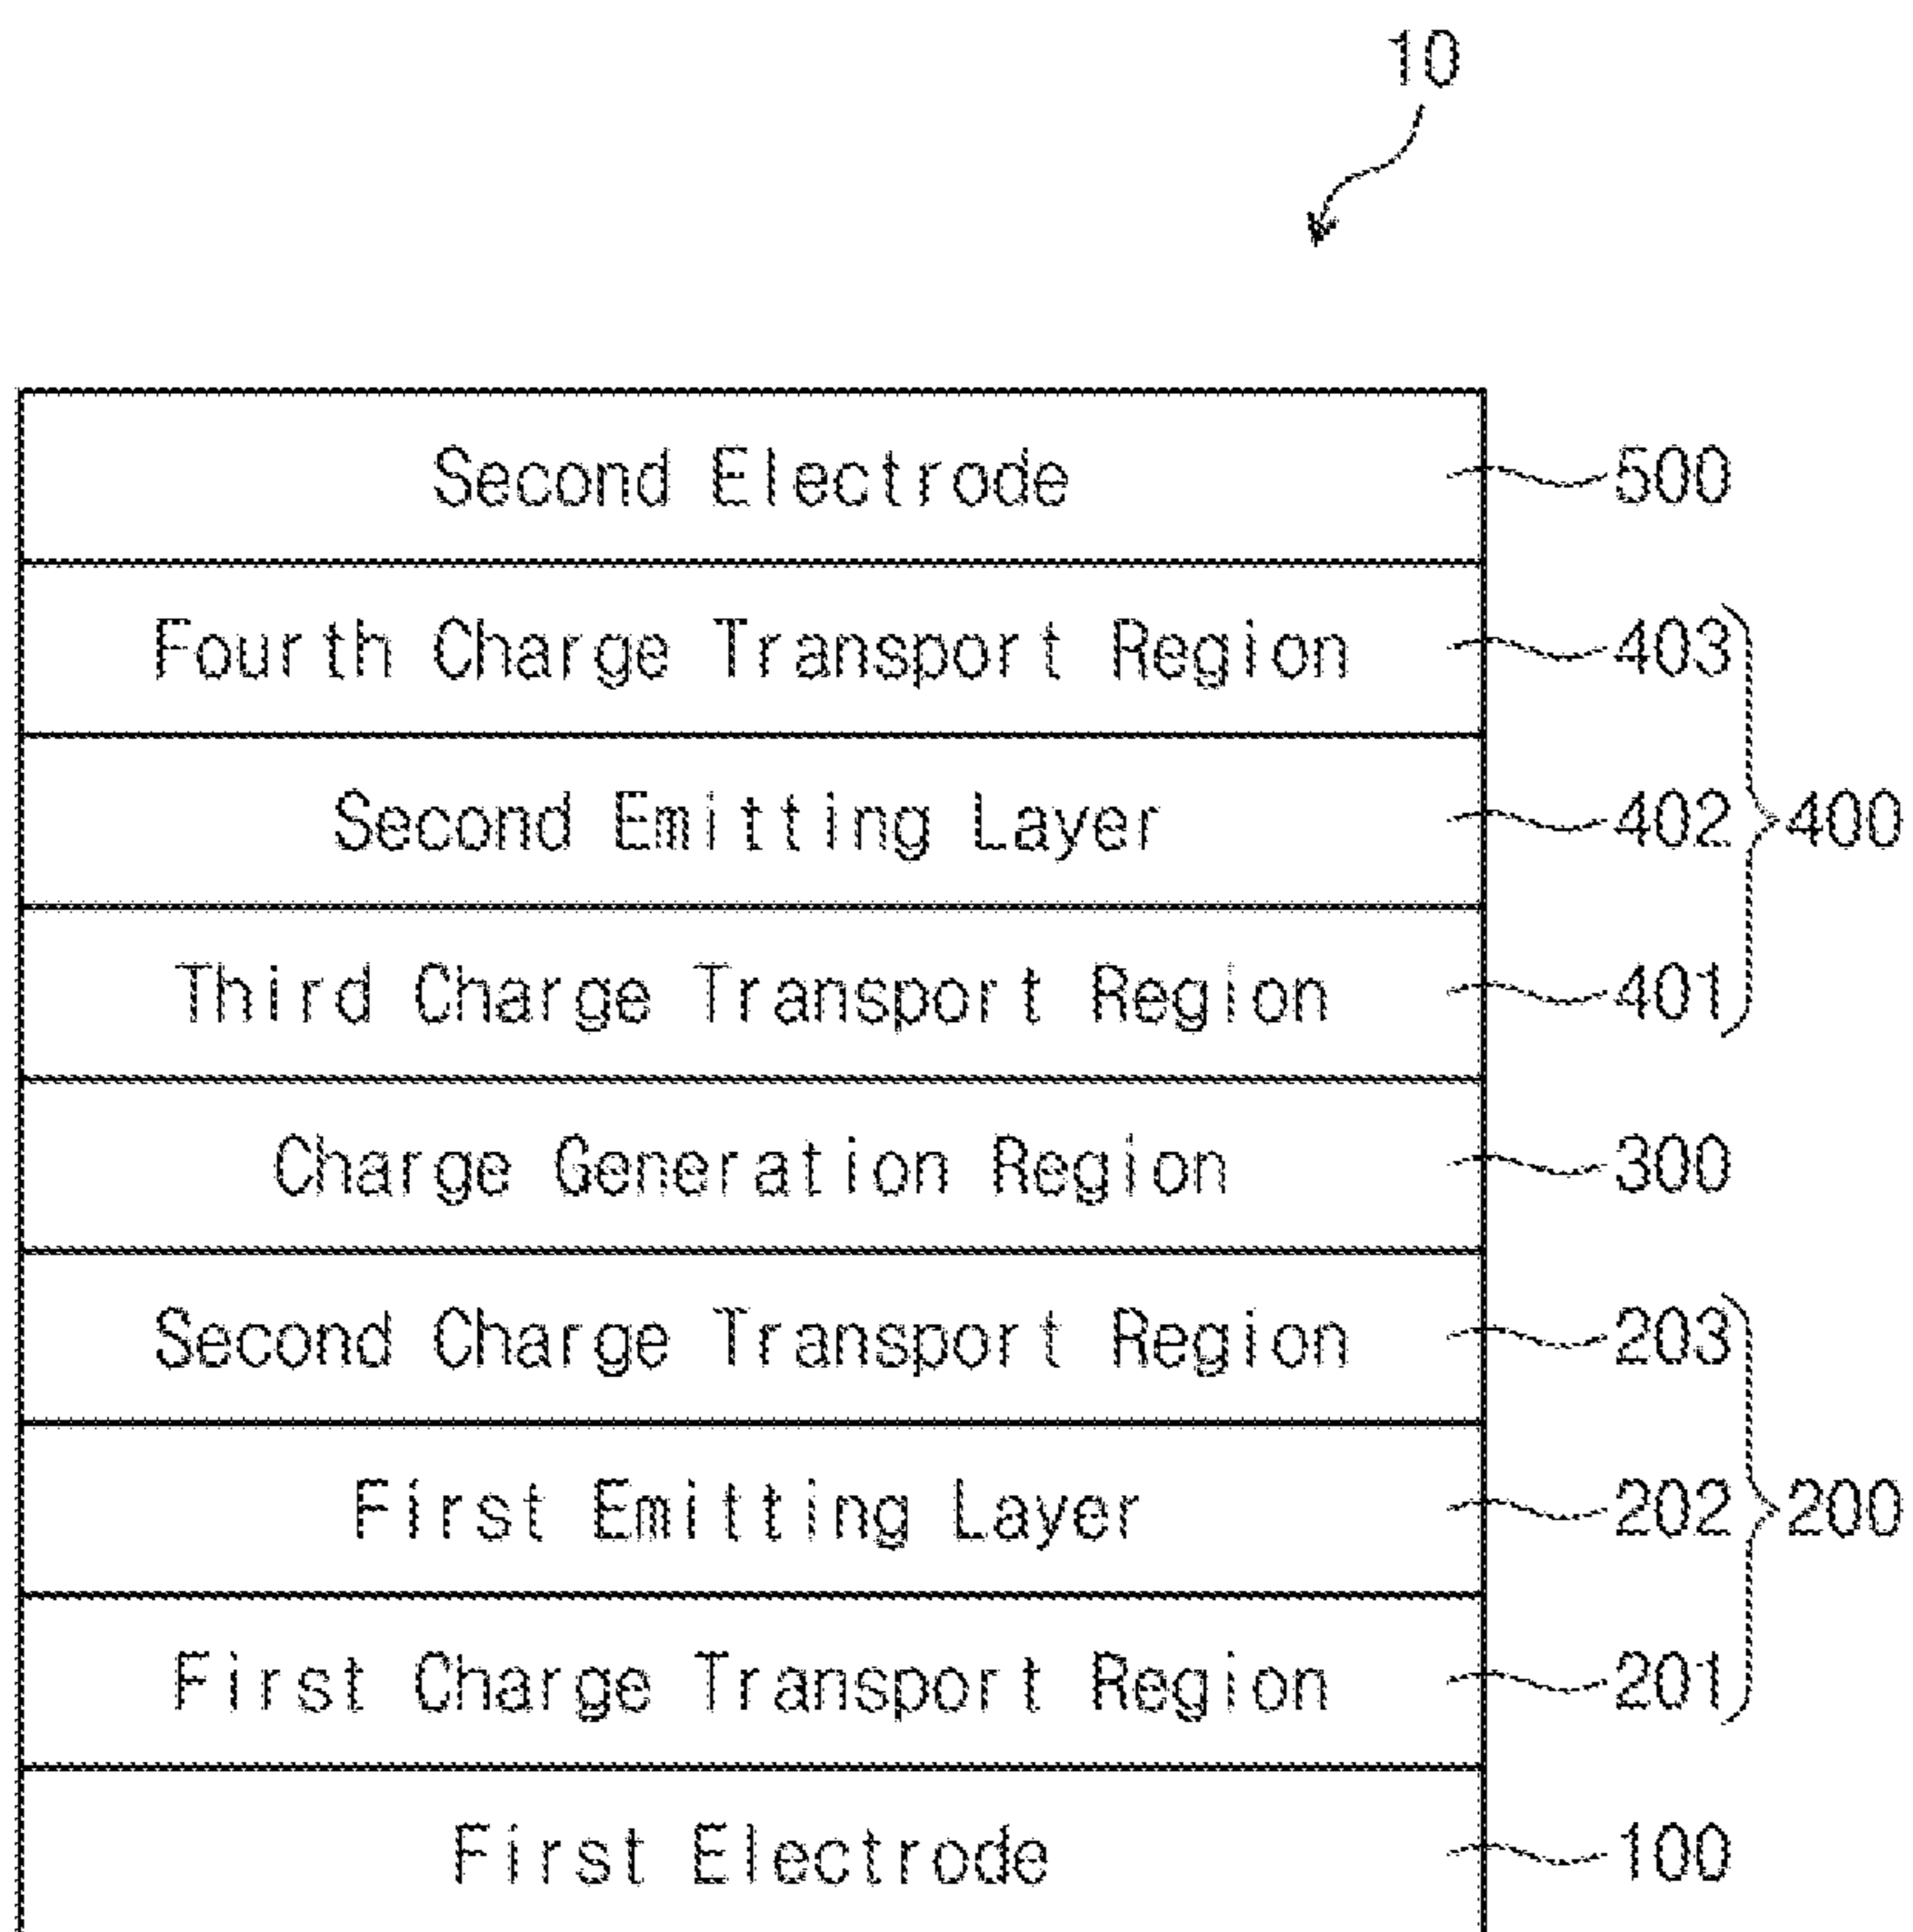 10
Second Electrode 500
Fourth Charge Transport Region 403
Second Emitting Layer 402 400
Third Charge Transport Region 401
Charge Generation Region 300
Second Charge Transport Region 203
First Emitting Layer 202 200
First Charge Transport Region 201
First Electrode 100